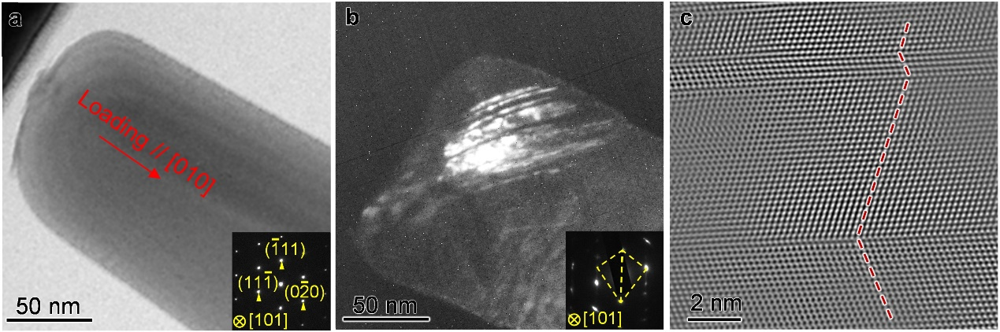 a
Loading // [010]
(1̄11)
(111̄)
(02̄0)
⊗[101]
50 nm
b
⊗[101]
50 nm
c
2 nm